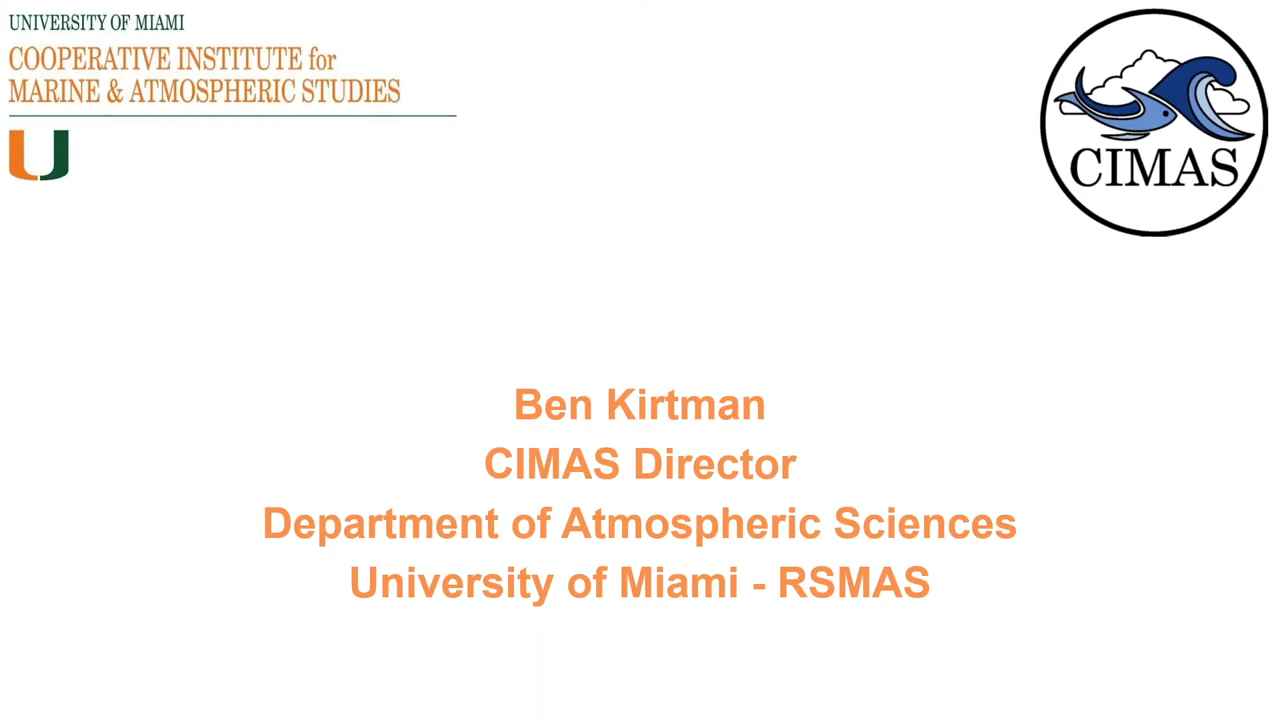 UNIVERSITY OF MIAMI
COOPERATIVE INSTITUTE for
MARINE & ATMOSPHERIC STUDIES
CIMAS
Ben Kirtman
CIMAS Director
Department of Atmospheric Sciences
University of Miami - RSMAS